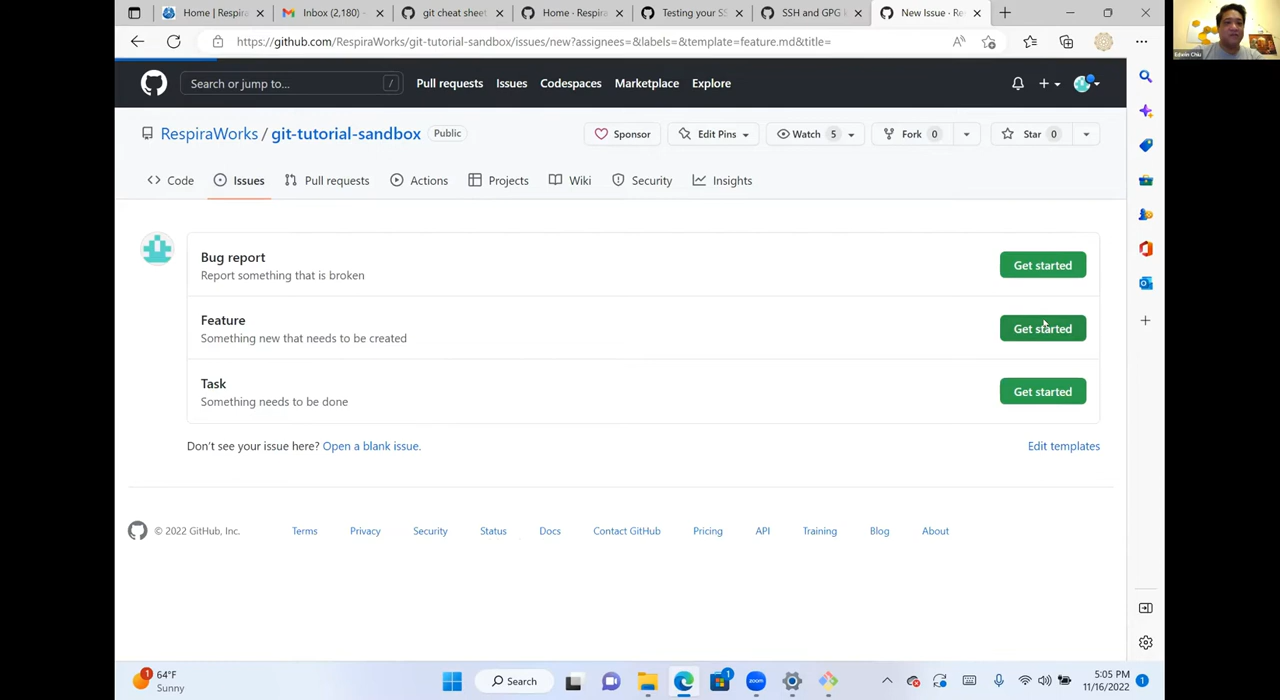 Home | Respira
Inbox (2,180)
git cheat sheet
Home · Respira
Testing your SS
SSH and GPG k
New Issue · Re
https://github.com/RespiraWorks/git-tutorial-sandbox/issues/new?assignees=&labels=&template=feature.md&title=
Edwin Chiu
Search or jump to...
/
Pull requests
Issues
Codespaces
Marketplace
Explore
RespiraWorks / git-tutorial-sandbox
Public
Sponsor
Edit Pins
Watch 5
Fork 0
Star 0
Code
Issues
Pull requests
Actions
Projects
Wiki
Security
Insights
Bug report
Report something that is broken
Get started
Feature
Something new that needs to be created
Get started
Task
Something needs to be done
Get started
Don't see your issue here? Open a blank issue.
Edit templates
© 2022 GitHub, Inc.
Terms
Privacy
Security
Status
Docs
Contact GitHub
Pricing
API
Training
Blog
About
1
64°F
Sunny
Search
1
zoom
5:05 PM
11/16/2022
1